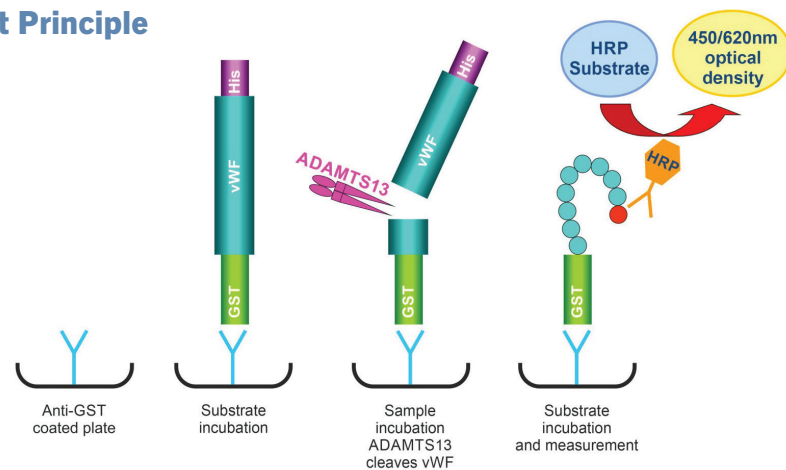 t Principle
His
vWF
GST
ADAMTS13
His
vWF
GST
HRP
Substrate
450/620nm
optical
density
HRP
GST
Anti-GST
coated plate
Substrate
incubation
Sample
incubation
ADAMTS13
cleaves vWF
Substrate
incubation
and measurement